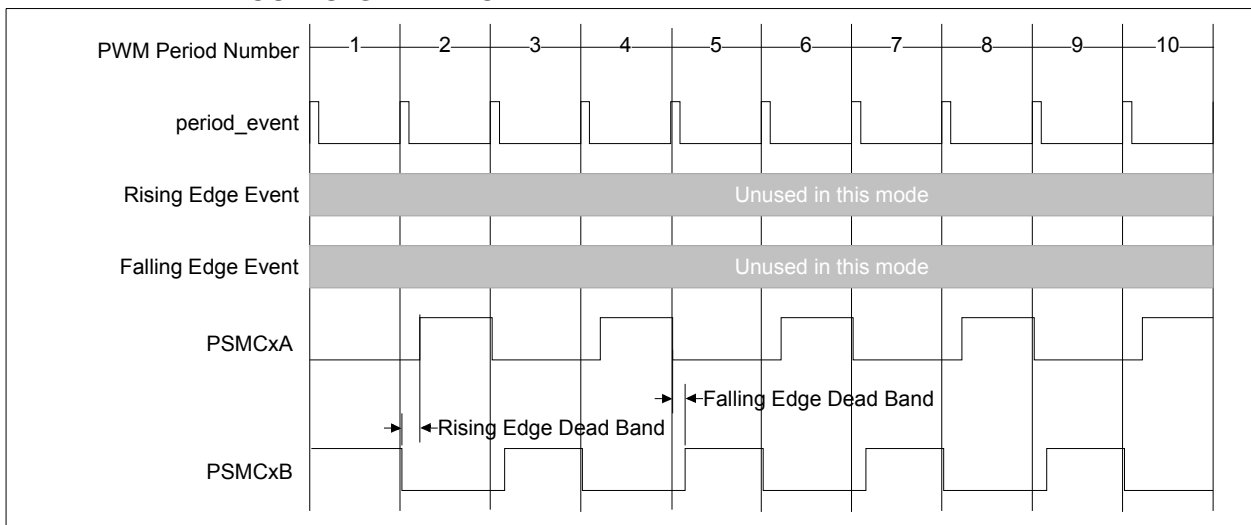 PWM Period Number 1 2 3 4 5 6 7 8 9 10
period_event
Rising Edge Event Unused in this mode
Falling Edge Event Unused in this mode
PSMCxA
Falling Edge Dead Band
Rising Edge Dead Band
PSMCxB